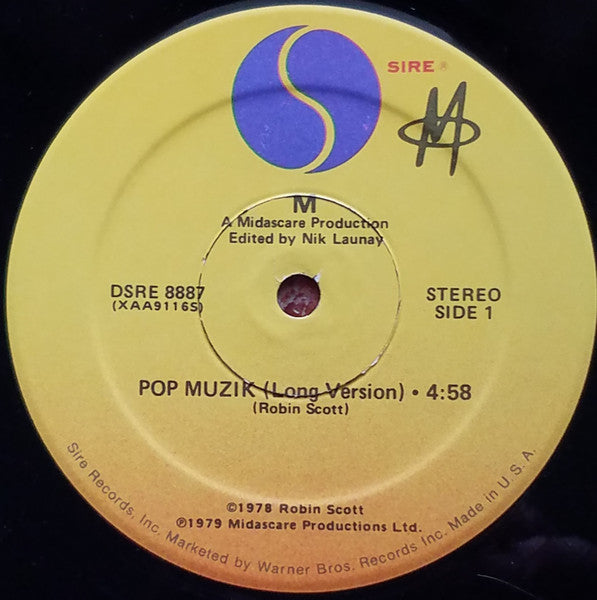 SIRE®
M
M
A Midascare Production
Edited by Nik Launay
DSRE 8887
(XAA9116S)
STEREO
SIDE 1
POP MUZIK (Long Version) • 4:58
(Robin Scott)
©1978 Robin Scott
℗1979 Midascare Productions Ltd.
Sire Records, Inc. Marketed by Warner Bros. Records Inc. Made in U.S.A.